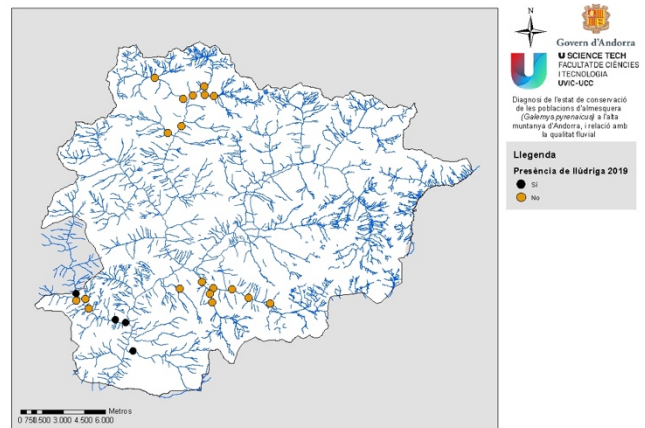 N
Govern d'Andorra
U SCIENCE TECH
FACULTAT DE CIÈNCIES
I TECNOLOGIA
UVIC-UCC
Diagnosi de l'estat de conservació
de les poblacions d'almesquera
(Galemys pyrenaicus) a l'alta
muntanya d'Andorra, i relació amb
la qualitat fluvial
Llegenda
Presència de llúdriga 2019
Sí
No
Metros
0 750 1.500 3.000 4.500 6.000